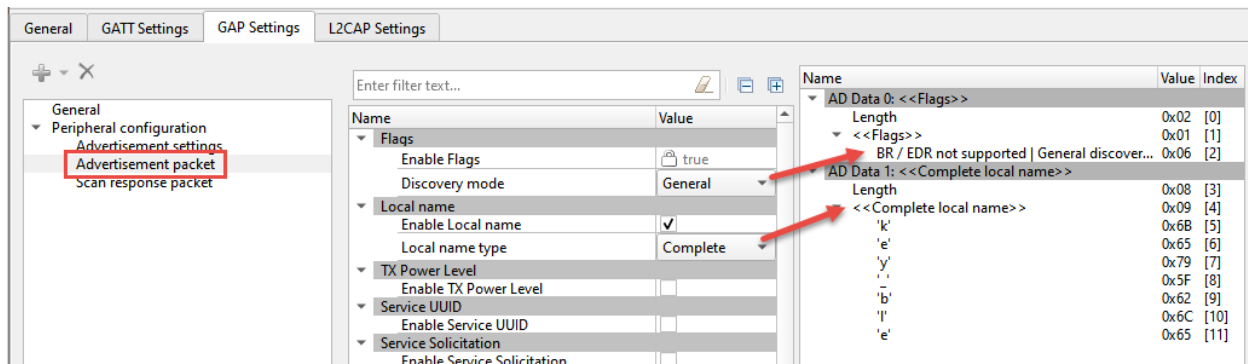 General GATT Settings GAP Settings L2CAP Settings
General
Peripheral configuration
Advertisement settings
Advertisement packet
Scan response packet
Enter filter text...
Name Value
Flags
Enable Flags true
Discovery mode General
Local name
Enable Local name
Local name type Complete
TX Power Level
Enable TX Power Level
Service UUID
Enable Service UUID
Service Solicitation
Enable Service Solicitation
Name Value Index
AD Data 0: <<Flags>>
Length 0x02 [0]
<<Flags>> 0x01 [1]
BR / EDR not supported | General discover... 0x06 [2]
AD Data 1: <<Complete local name>>
Length 0x08 [3]
<<Complete local name>> 0x09 [4]
'k' 0x6B [5]
'e' 0x65 [6]
'y' 0x79 [7]
'_' 0x5F [8]
'b' 0x62 [9]
'l' 0x6C [10]
'e' 0x65 [11]